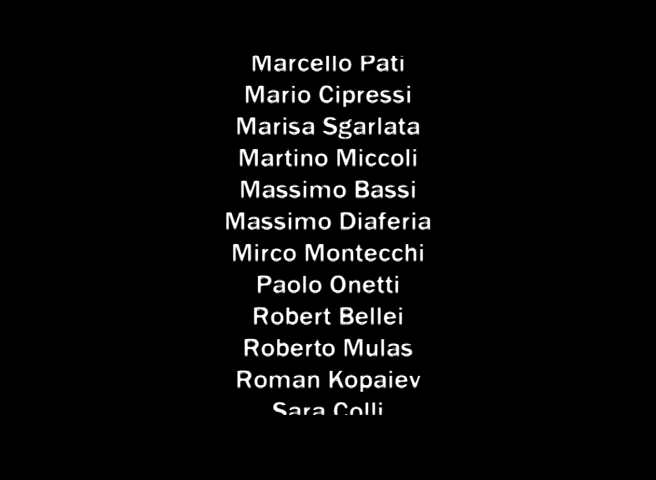 Marcello Pati
Mario Cipressi
Marisa Sgarlata
Martino Miccoli
Massimo Bassi
Massimo Diaferia
Mirco Montecchi
Paolo Onetti
Robert Bellei
Roberto Mulas
Roman Kopaiev
Sara Colli